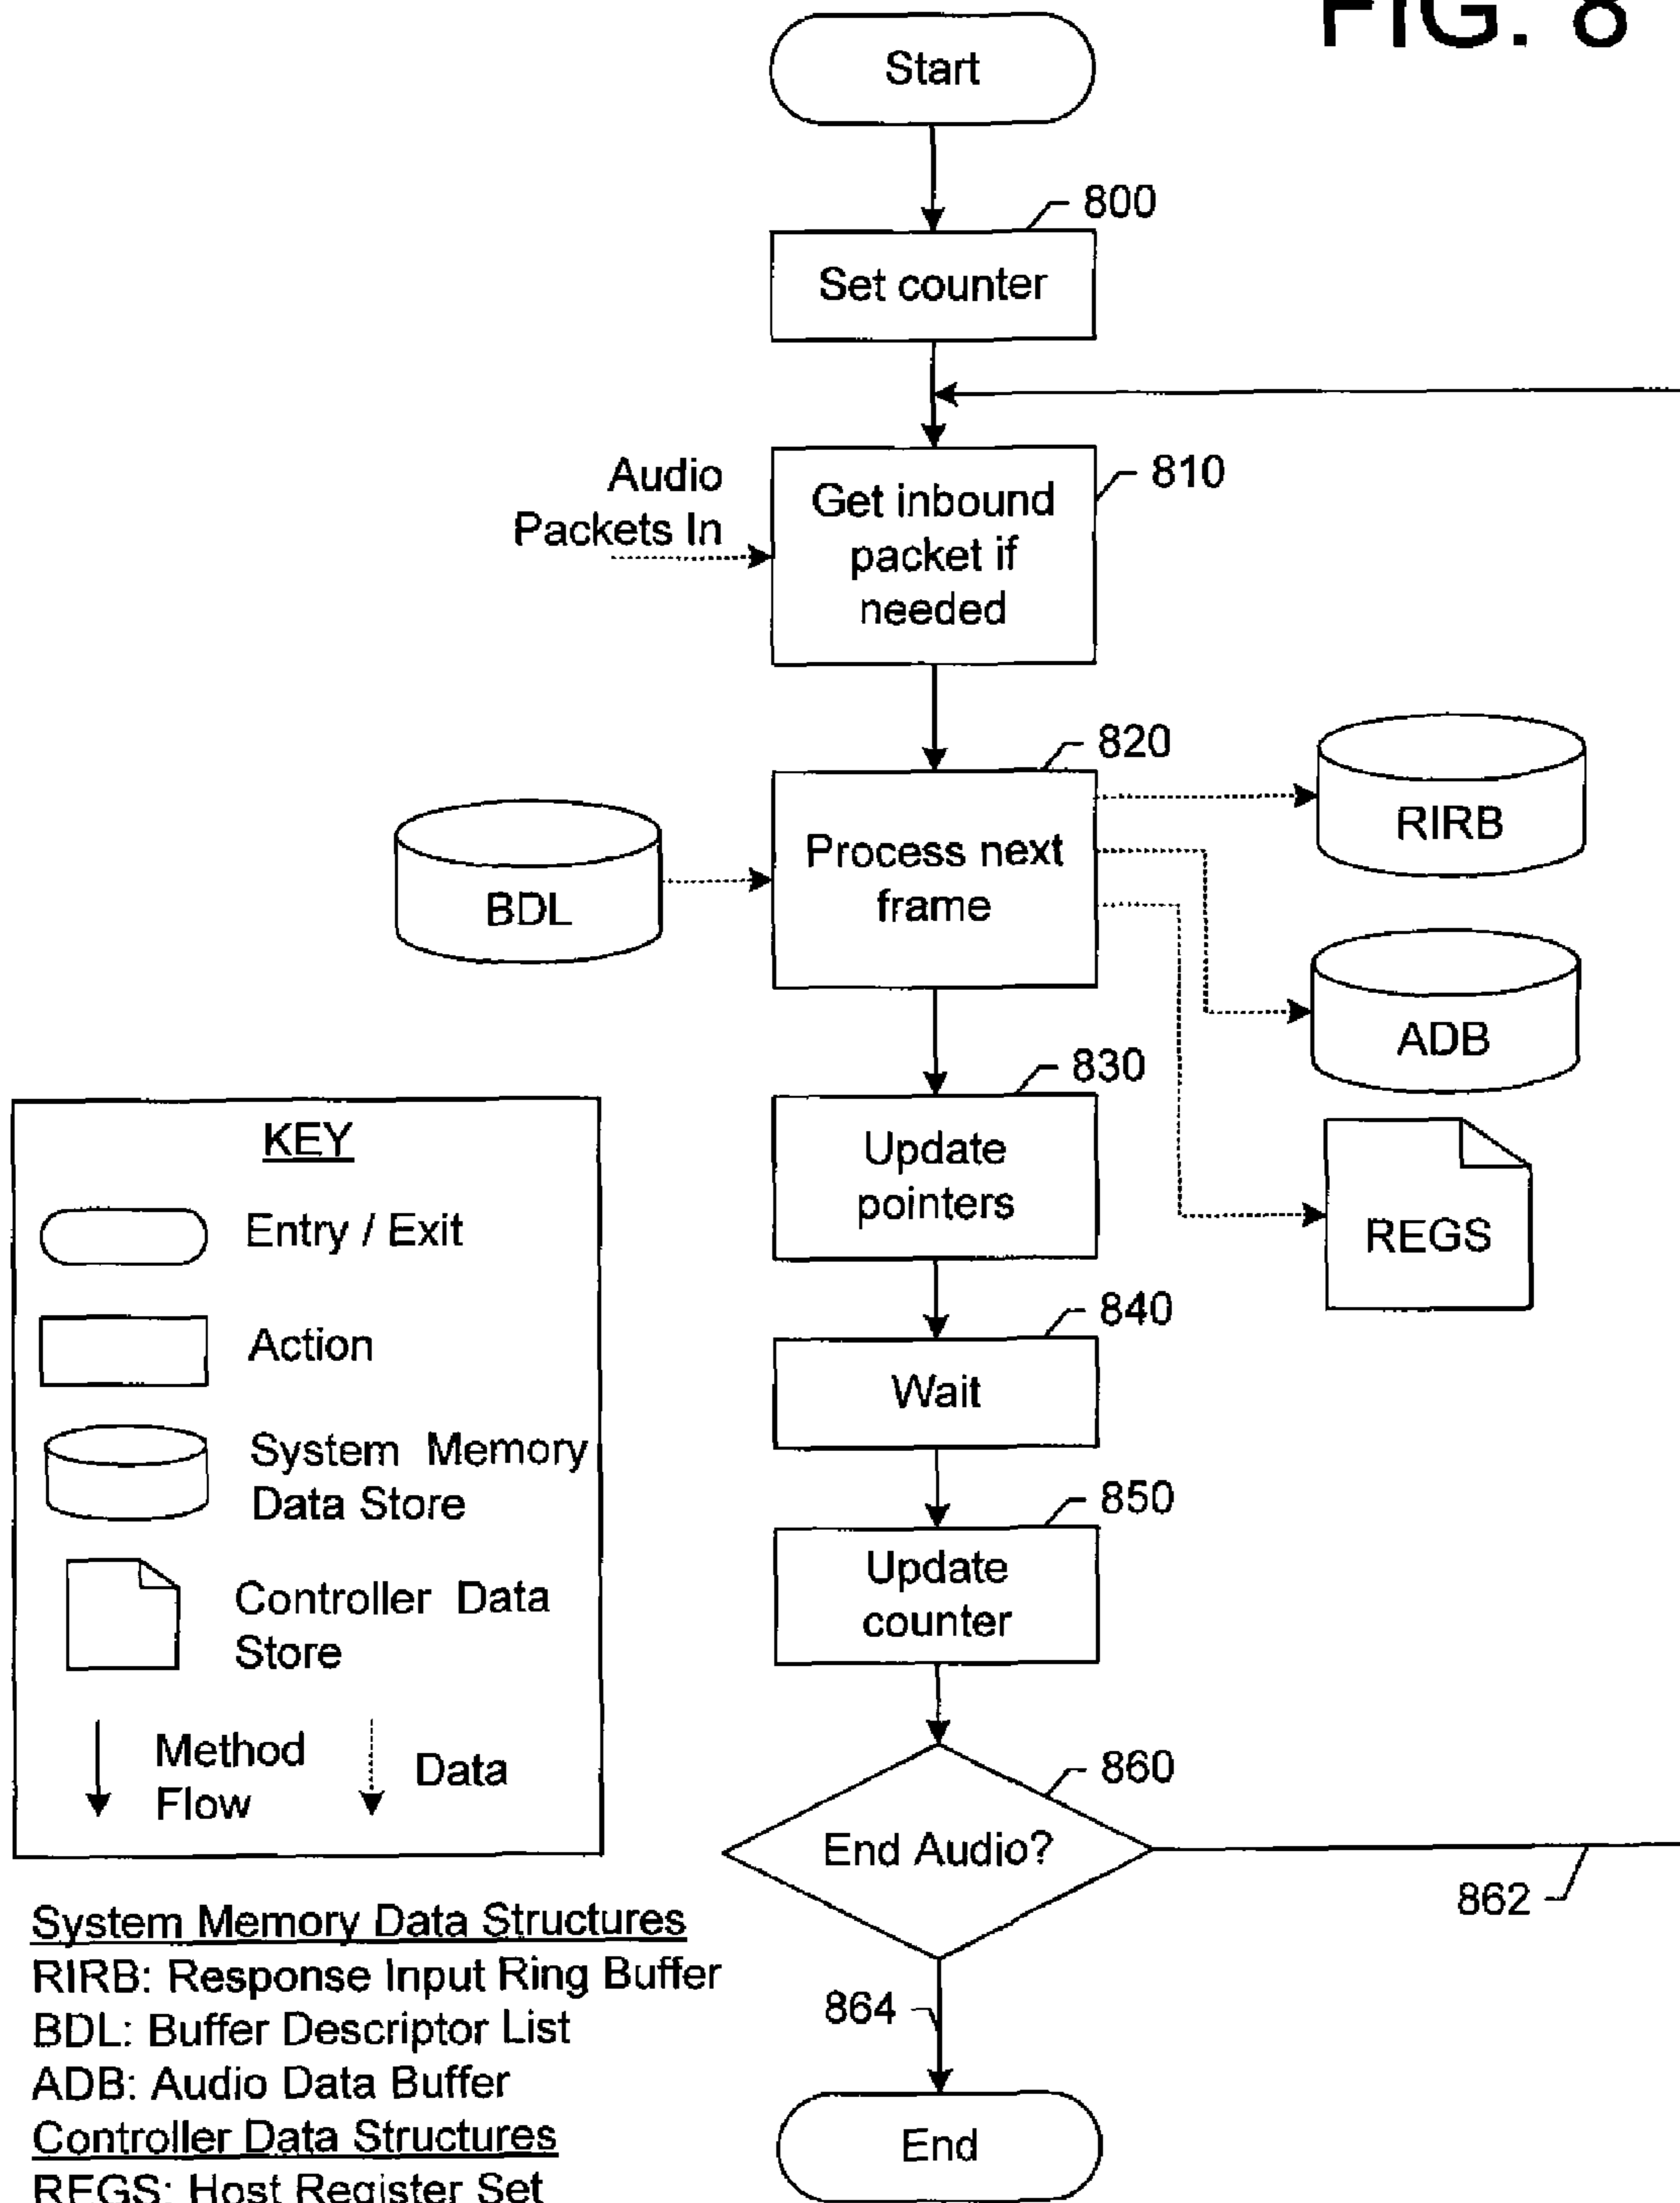 FIG. 8
Start
800
Set counter
Audio
Packets In
810
Get inbound
packet if
needed
820
Process next
frame
BDL
RIRB
ADB
REGS
830
Update
pointers
840
Wait
850
Update
counter
860
End Audio?
862
864
End
KEY
Entry / Exit
Action
System Memory
Data Store
Controller Data
Store
Method
Flow
Data
System Memory Data Structures
RIRB: Response Input Ring Buffer
BDL: Buffer Descriptor List
ADB: Audio Data Buffer
Controller Data Structures
REGS: Host Register Set